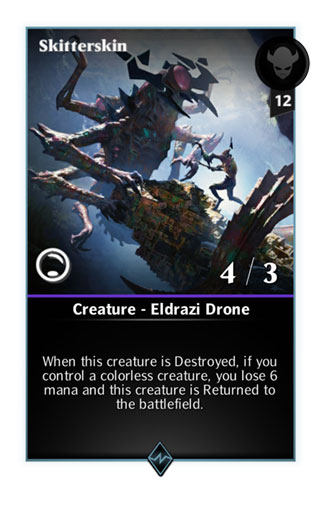 Skitterskin
12
4 / 3
Creature - Eldrazi Drone
When this creature is Destroyed, if you
control a colorless creature, you lose 6
mana and this creature is Returned to
the battlefield.